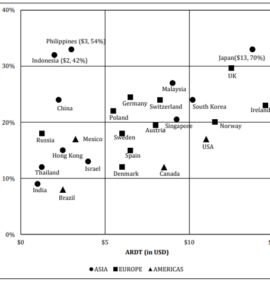 40%
Philippines ($3, 54%)
Indonesia ($2, 42%)
Japan($13, 70%)
30%
UK
Malaysia
Germany
Switzerland
South Korea
China
Ireland
Poland
20%
Singapore
Norway
Austria
Russia
Mexico
Sweden
USA
Hong Kong
Spain
Thailand
Israel
Denmark
Canada
10%
India
Brazil
0%
$0
$5
$10
ARDT (in USD)
ASIA EUROPE AMERICAS